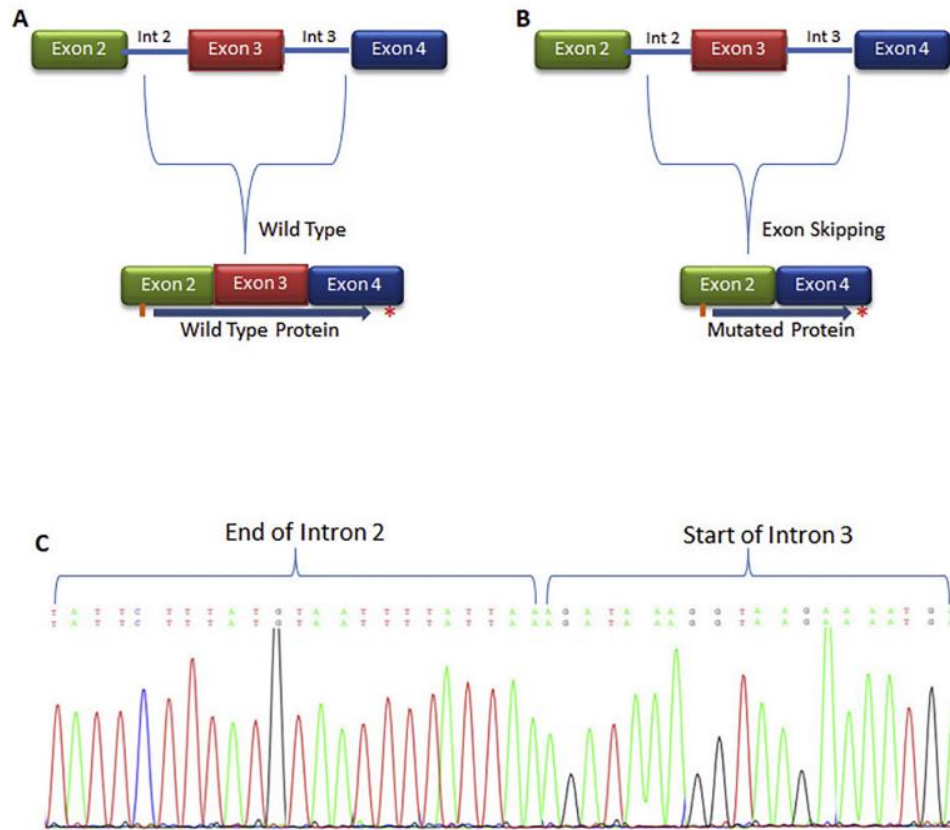 A
B
Exon 2 Int 2 Exon 3 Int 3 Exon 4
Exon 2 Int 2 Exon 3 Int 3 Exon 4
Wild Type
Exon Skipping
Exon 2 Exon 3 Exon 4
*
Wild Type Protein
Exon 2 Exon 4
*
Mutated Protein
C
End of Intron 2
Start of Intron 3
T A T T C T T T A T G T A A T T T T A T T A A A G A T A A A G G T A A G A A A A T G A
T A T T C T T T A T G T A A T T T T A T T A A A G A T A A A G G T A A G A A A A T G A